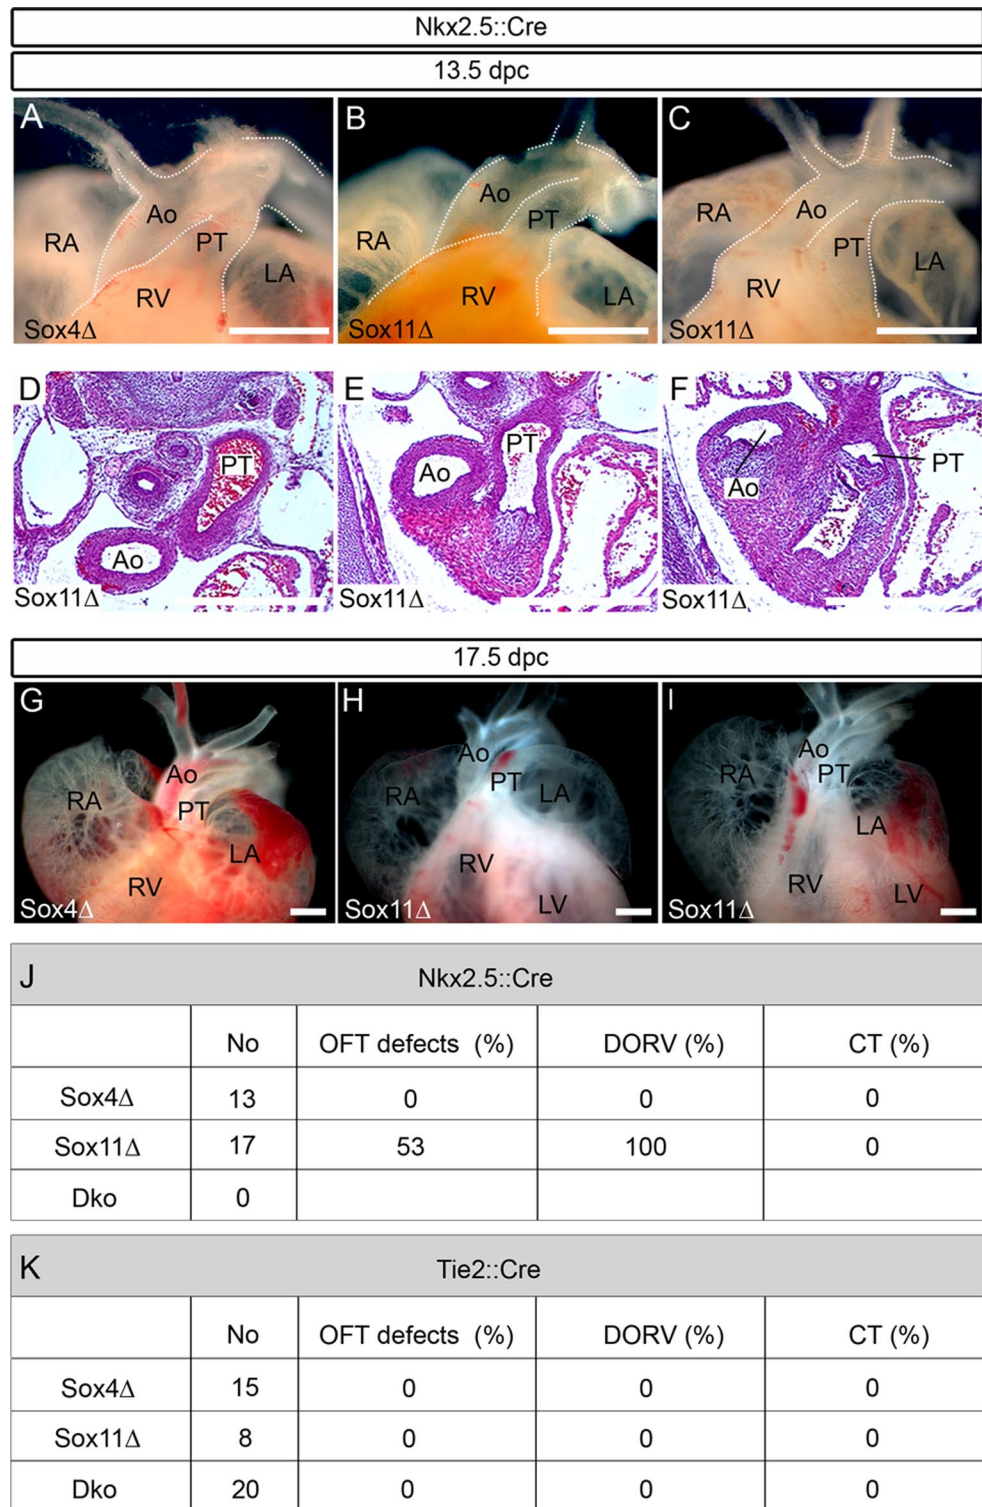 Nkx2.5::Cre
13.5 dpc
A B C
Ao Ao Ao
RA PT RA PT RA PT
LA LA LA
RV RV RV
Sox4Δ Sox11Δ Sox11Δ
D E F
PT PT PT
Ao Ao Ao
Sox11Δ Sox11Δ Sox11Δ
17.5 dpc
G H I
Ao Ao Ao
RA PT RA PT LA RA PT
LA LA
RV RV LV RV LV
Sox4Δ Sox11Δ Sox11Δ
J Nkx2.5::Cre
No OFT defects (%) DORV (%) CT (%)
Sox4Δ 13 0 0 0
Sox11Δ 17 53 100 0
Dko 0
K Tie2::Cre
No OFT defects (%) DORV (%) CT (%)
Sox4Δ 15 0 0 0
Sox11Δ 8 0 0 0
Dko 20 0 0 0